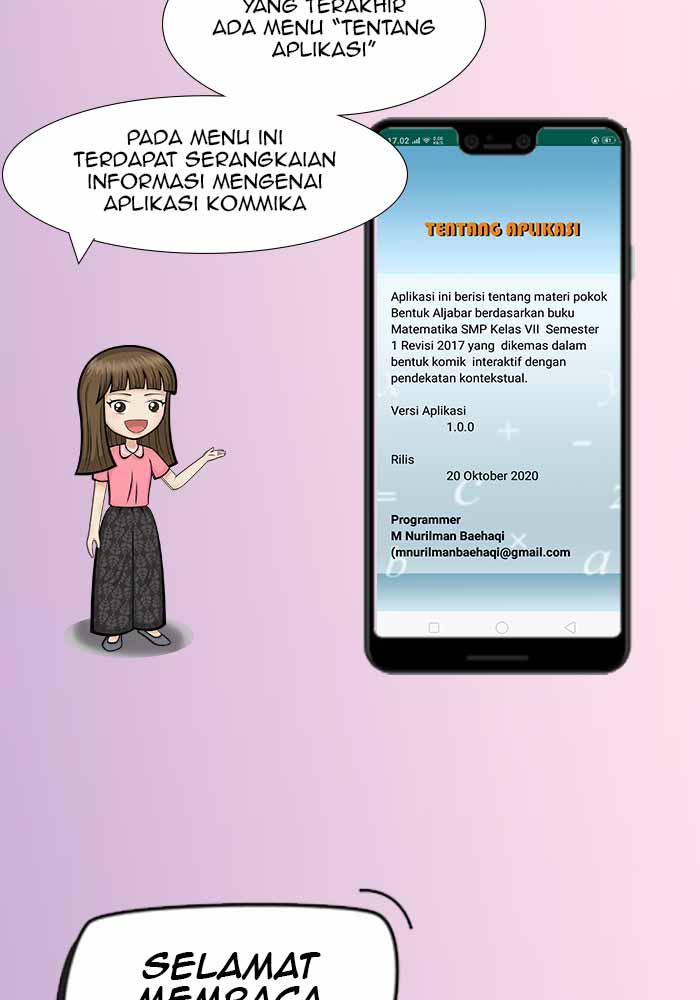 YANG TERAKHIR
ADA MENU "TENTANG
APLIKASI"
PADA MENU INI
TERDAPAT SERANGKAIAN
INFORMASI MENGENAI
APLIKASI KOMMIKA
17.02
TENTANG APLIKASI
Aplikasi ini berisi tentang materi pokok
Bentuk Aljabar berdasarkan buku
Matematika SMP Kelas VII Semester
1 Revisi 2017 yang dikemas dalam
bentuk komik interaktif dengan
pendekatan kontekstual.
Versi Aplikasi
1.0.0
Rilis
20 Oktober 2020
Programmer
M Nurilman Baehaqi
(mnurilmanbaehaqi@gmail.com
SELAMAT
MEMBACA